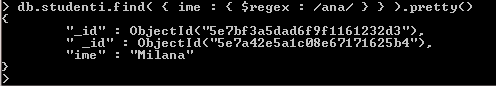 > db.studenti.find( { ime : { $regex : /ana/ } } ).pretty()
{
"_id" : ObjectId("5e7bf3a5dad6f9f1161232d3"),
" _id" : ObjectId("5e7a42e5a1c08e67171625b4"),
"ime" : "Milana"
}
>